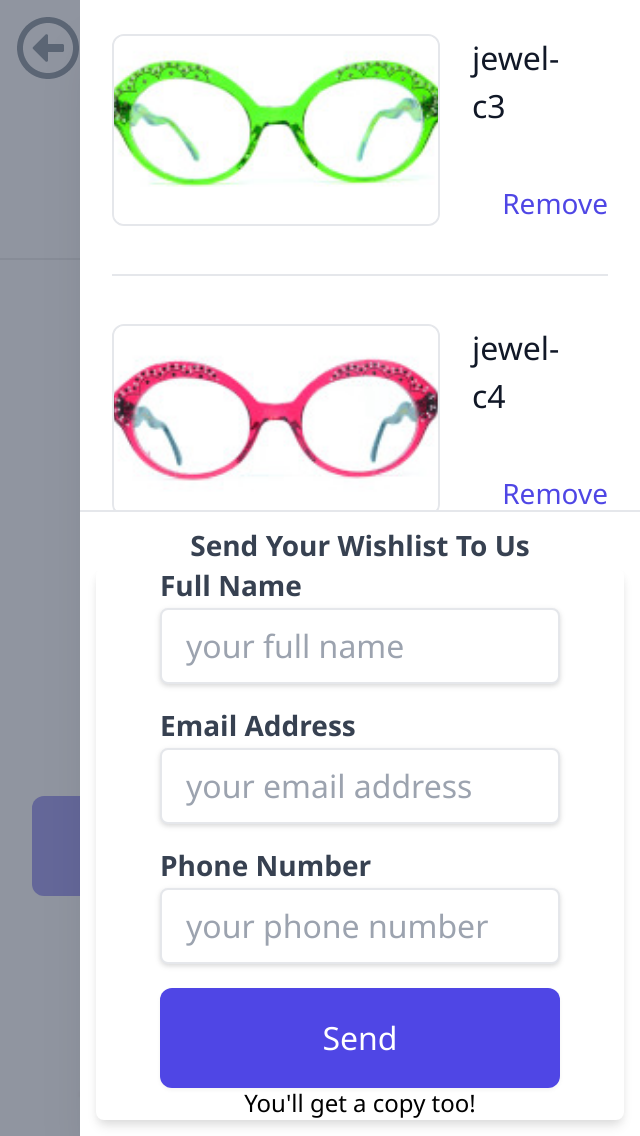 jewel-
c3
Remove
jewel-
c4
Remove
Send Your Wishlist To Us
Full Name
your full name
Email Address
your email address
Phone Number
your phone number
Send
You'll get a copy too!